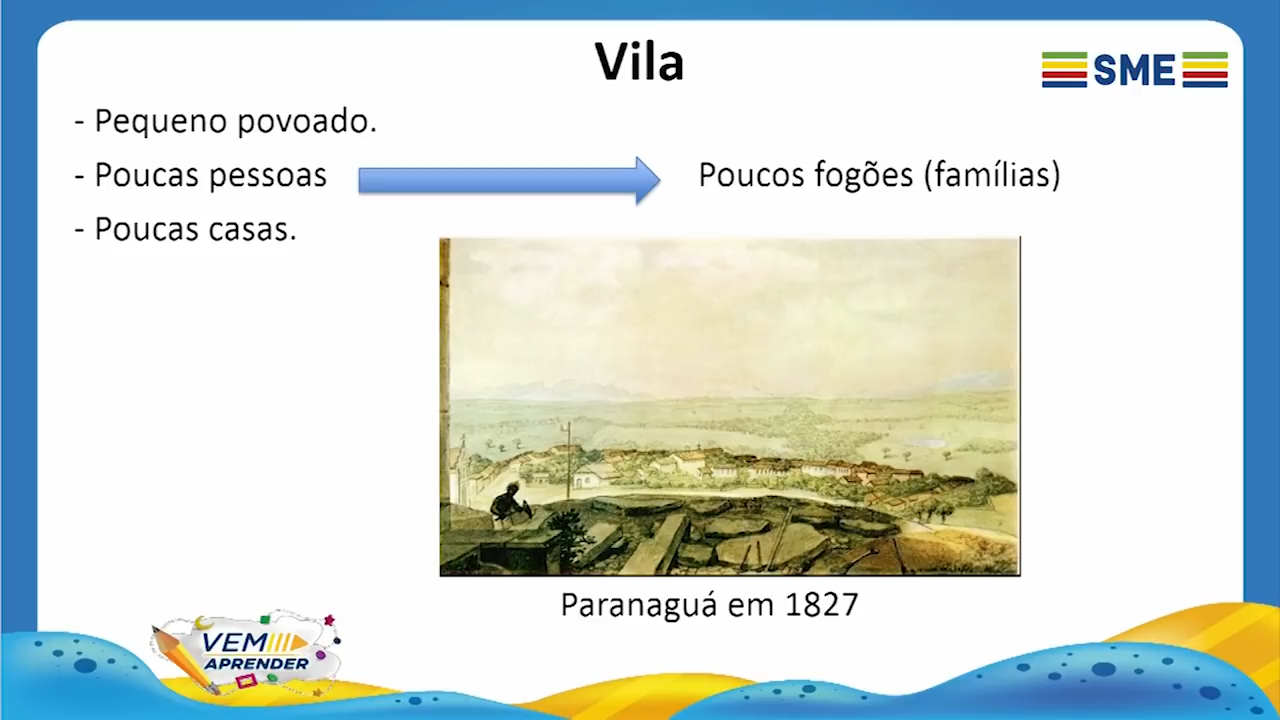 Vila
SME
- Pequeno povoado.
- Poucas pessoas
Poucos fogões (famílias)
- Poucas casas.
Paranaguá em 1827
VEM
APRENDER